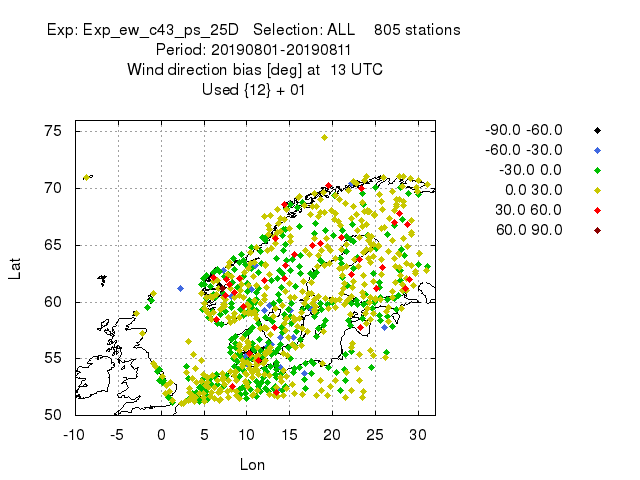 Exp: Exp_ew_c43_ps_25D Selection: ALL 805 stations
Period: 20190801-20190811
Wind direction bias [deg] at 13 UTC
Used {12} + 01
-90.0 -60.0
-60.0 -30.0
-30.0 0.0
0.0 30.0
30.0 60.0
60.0 90.0
75
70
65
60
55
50
Lat
-10 -5 0 5 10 15 20 25 30
Lon